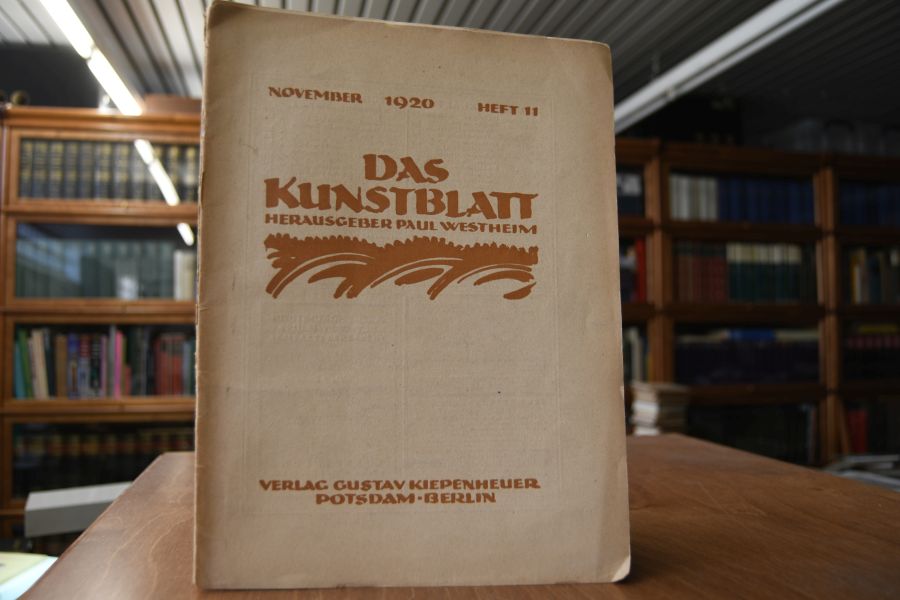 NOVEMBER 1920 HEFT 11
DAS
KUNSTBLATT
HERAUSGEBER PAUL WESTHEIM
VERLAG GUSTAV KIEPENHEUER
POTSDAM·BERLIN